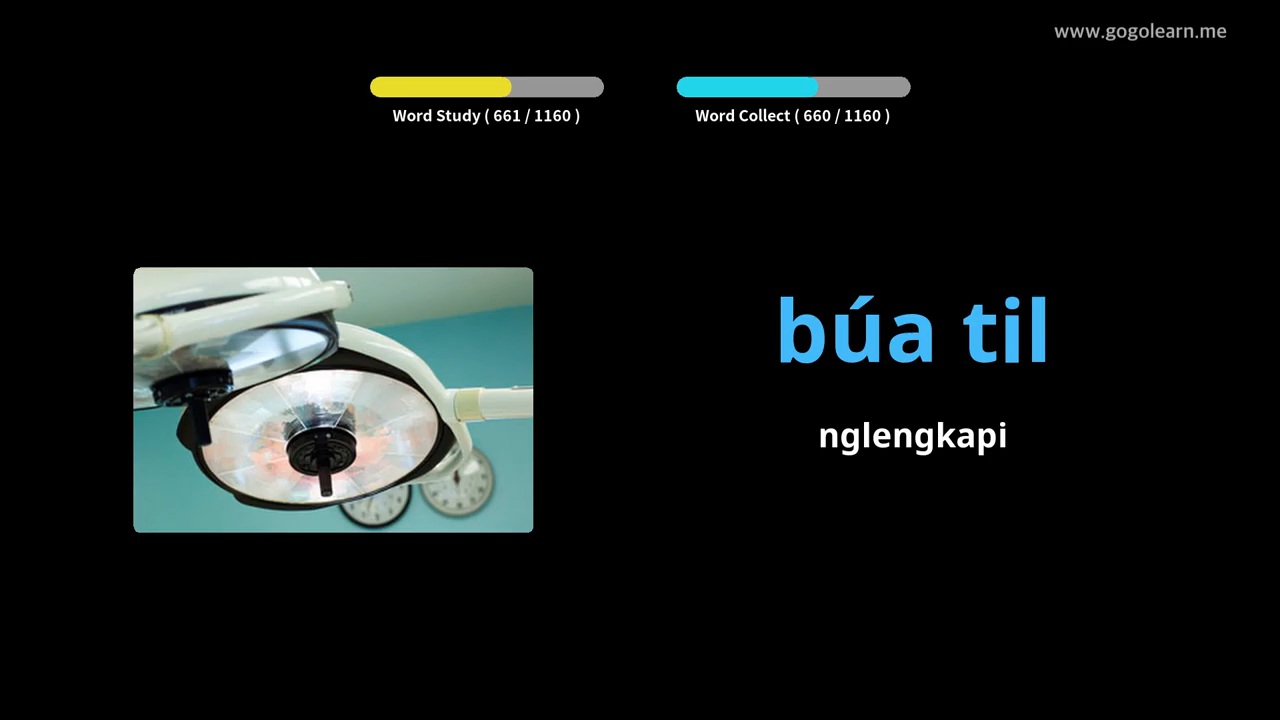 www.gogolearn.me
Word Study ( 661 / 1160 )
Word Collect ( 660 / 1160 )
búa til
nglengkapi